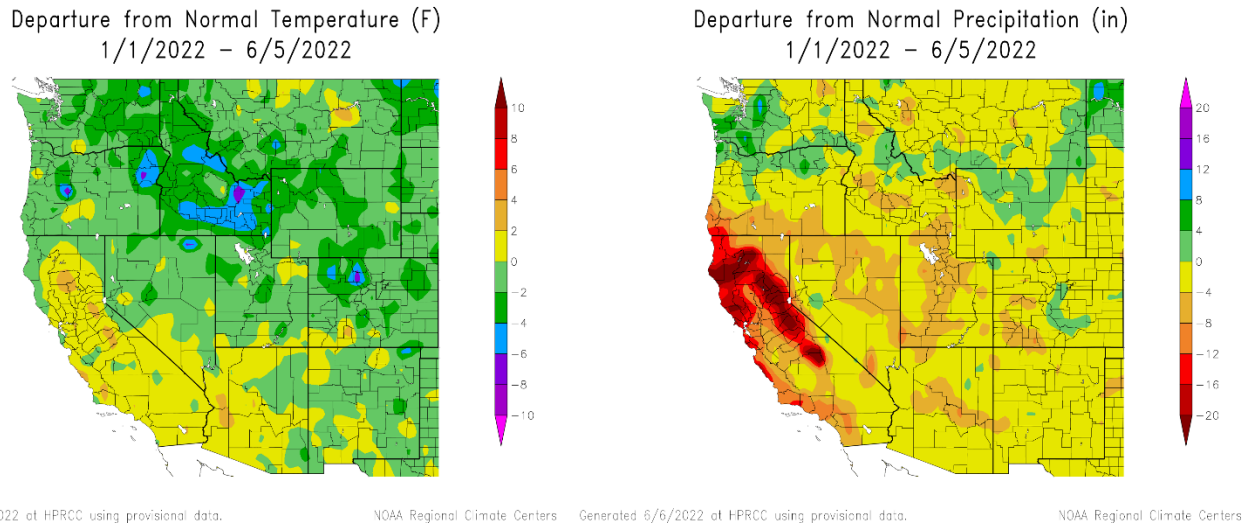 Departure from Normal Temperature (F)
1/1/2022 – 6/5/2022
10
8
6
4
2
0
−2
−4
−6
−8
−10
2022 at HPRCC using provisional data.
NOAA Regional Climate Centers
Departure from Normal Precipitation (in)
1/1/2022 – 6/5/2022
20
16
12
8
4
0
−4
−8
−12
−16
−20
Generated 6/6/2022 at HPRCC using provisional data.
NOAA Regional Climate Centers